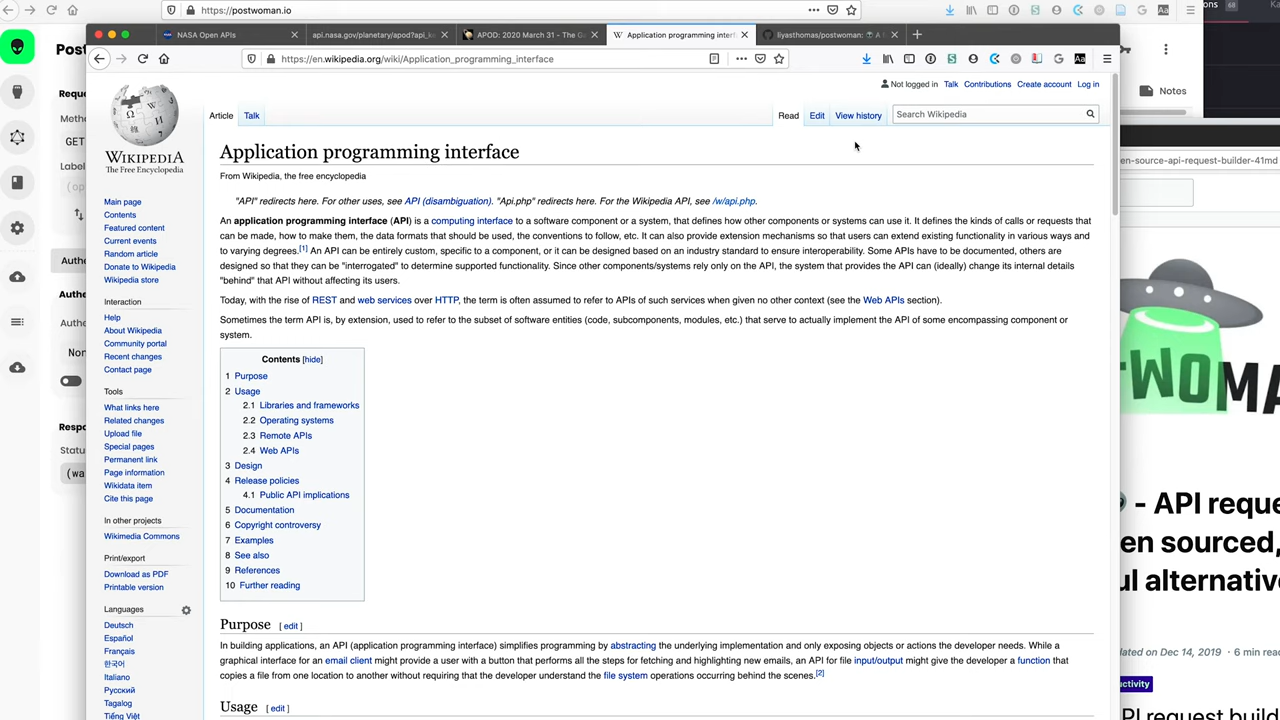 https://postwoman.io
ons
68
NASA Open APIs
api.nasa.gov/planetary/apod?api_k
APOD: 2020 March 31 - The G
Application programming interf
liyasthomas/postwoman: A
https://en.wikipedia.org/wiki/Application_programming_interface
Post
Reque
Metho
GET
Label
(op
Authe
Authe
Authe
Non
Respo
Statu
(wa
Not logged in Talk Contributions Create account Log in
Article Talk
Read Edit View history
Search Wikipedia
WIKIPEDIA
The Free Encyclopedia
Main page
Contents
Featured content
Current events
Random article
Donate to Wikipedia
Wikipedia store
Interaction
Help
About Wikipedia
Community portal
Recent changes
Contact page
Tools
What links here
Related changes
Upload file
Special pages
Permanent link
Page information
Wikidata item
Cite this page
In other projects
Wikimedia Commons
Print/export
Download as PDF
Printable version
Languages
Deutsch
Español
Français
한국어
Italiano
Русский
Tagalog
Tiếng Việt
Application programming interface
From Wikipedia, the free encyclopedia
"API" redirects here. For other uses, see API (disambiguation). "Api.php" redirects here. For the Wikipedia API, see /w/api.php.
An application programming interface (API) is a computing interface to a software component or a system, that defines how other components or systems can use it. It defines the kinds of calls or requests that
can be made, how to make them, the data formats that should be used, the conventions to follow, etc. It can also provide extension mechanisms so that users can extend existing functionality in various ways and
to varying degrees.[1] An API can be entirely custom, specific to a component, or it can be designed based on an industry standard to ensure interoperability. Some APIs have to be documented, others are
designed so that they can be "interrogated" to determine supported functionality. Since other components/systems rely only on the API, the system that provides the API can (ideally) change its internal details
"behind" that API without affecting its users.
Today, with the rise of REST and web services over HTTP, the term is often assumed to refer to APIs of such services when given no other context (see the Web APIs section).
Sometimes the term API is, by extension, used to refer to the subset of software entities (code, subcomponents, modules, etc.) that serve to actually implement the API of some encompassing component or
system.
Contents [hide]
1 Purpose
2 Usage
2.1 Libraries and frameworks
2.2 Operating systems
2.3 Remote APIs
2.4 Web APIs
3 Design
4 Release policies
4.1 Public API implications
5 Documentation
6 Copyright controversy
7 Examples
8 See also
9 References
10 Further reading
Purpose [ edit ]
In building applications, an API (application programming interface) simplifies programming by abstracting the underlying implementation and only exposing objects or actions the developer needs. While a
graphical interface for an email client might provide a user with a button that performs all the steps for fetching and highlighting new emails, an API for file input/output might give the developer a function that
copies a file from one location to another without requiring that the developer understand the file system operations occurring behind the scenes.[2]
Usage [ edit ]
Notes
en-source-api-request-builder-41md
TWOMA
- API reque
en sourced,
ul alternative
lated on Dec 14, 2019 · 6 min rea
uctivity
PI request build